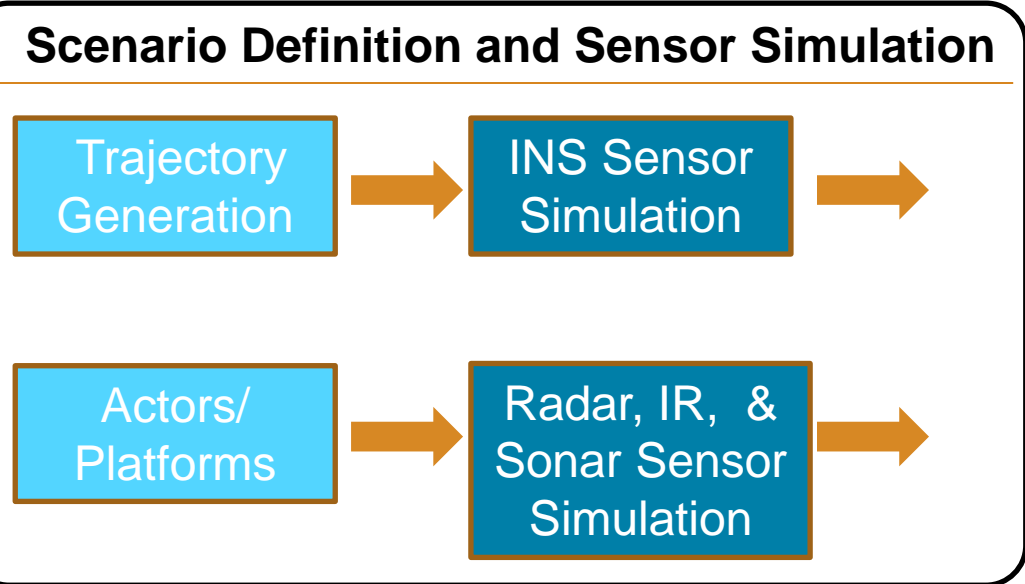 Scenario Definition and Sensor Simulation
Trajectory
Generation
INS Sensor
Simulation
Actors/
Platforms
Radar, IR, &
Sonar Sensor
Simulation